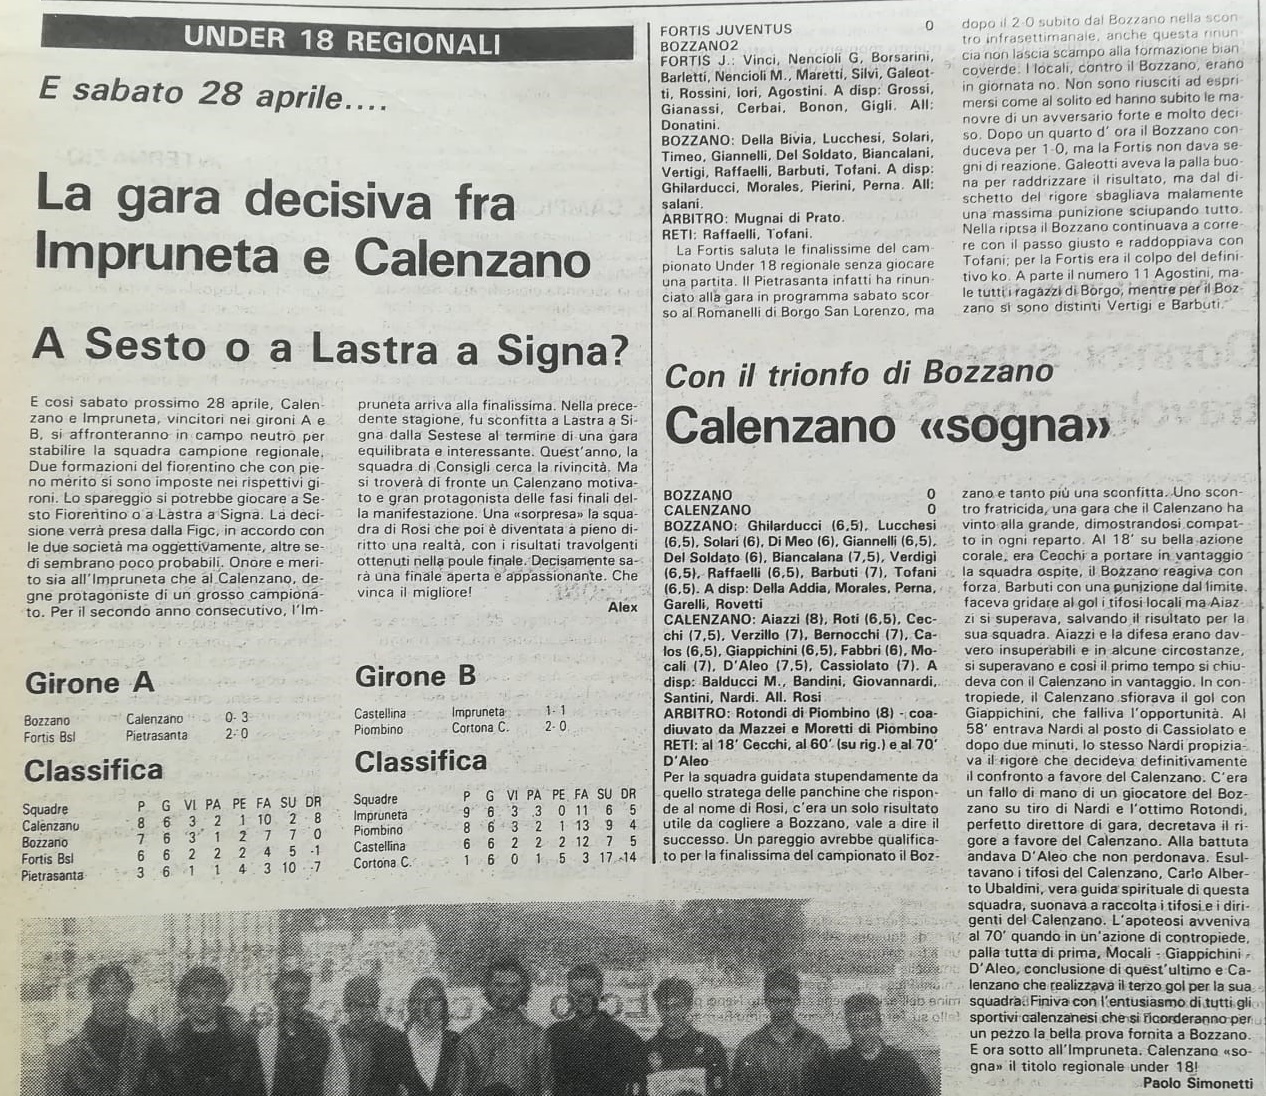 UNDER 18 REGIONALI
E sabato 28 aprile....
La gara decisiva fra
Impruneta e Calenzano
A Sesto o a Lastra a Signa?
E così sabato prossimo 28 aprile, Calen-
zano e Impruneta, vincitori nei gironi A e
B, si affronteranno in campo neutro per
stabilire la squadra campione regionale.
Due formazioni del fiorentino che con pie-
no merito si sono imposte nei rispettivi gi-
roni. Lo spareggio si potrebbe giocare a Se-
sto Fiorentino o a Lastra a Signa. La deci-
sione verrà presa dalla Figc, in accordo con
le due società ma oggettivamente, altre se-
di sembrano poco probabili. Onore e meri-
to sia all'Impruneta che al Calenzano, de-
gne protagoniste di un grosso campiona-
to. Per il secondo anno consecutivo, l'Im-
pruneta arriva alla finalissima. Nella prece-
dente stagione, fu sconfitta a Lastra a Si-
gna dalla Sestese al termine di una gara
equilibrata e interessante. Quest'anno, la
squadra di Consigli cerca la rivincità. Ma
si troverà di fronte un Calenzano motiva-
to e gran protagonista delle fasi finali del-
la manifestazione. Una «sorpresa» la squa-
dra di Rosi che poi è diventata a pieno di-
ritto una realtà, con i risultati travolgenti
ottenuti nella poule finale. Decisamente sa-
rà una finale aperta e appassionante. Che
vinca il migliore!
Alex
Girone A
Bozzano Calenzano 0- 3
Fortis Bsl Pietrasanta 2- 0
Classifica
Squadre P G VI PA PE FA SU DR
Calenzano 8 6 3 2 1 10 2 8
Bozzano 7 6 3 1 2 7 7 0
Fortis Bsl 6 6 2 2 2 4 5 -1
Pietrasanta 3 6 1 1 4 3 10 -7
Girone B
Castellina Impruneta 1- 1
Piombino Cortona C. 2- 0
Classifica
Squadre P G VI PA PE FA SU DR
Impruneta 9 6 3 3 0 11 6 5
Piombino 8 6 3 2 1 13 9 4
Castellina 6 6 2 2 2 12 7 5
Cortona C. 1 6 0 1 5 3 17 -14
FORTIS JUVENTUS 0
BOZZANO2
FORTIS J.: Vinci, Nencioli G, Borsarini,
Barletti, Nencioli M., Maretti, Silvi, Galeot-
ti, Rossini, Iori, Agostini. A disp: Grossi,
Gianassi, Cerbai, Bonon, Gigli. All:
Donatini.
BOZZANO: Della Bivia, Lucchesi, Solari,
Timeo, Giannelli, Del Soldato, Biancalani,
Vertigi, Raffaelli, Barbuti, Tofani. A disp:
Ghilarducci, Morales, Pierini, Perna. All:
salani.
ARBITRO: Mugnai di Prato.
RETI: Raffaelli, Tofani.
La Fortis saluta le finalissime del cam-
pionato Under 18 regionale senza giocare
una partita. Il Pietrasanta infatti ha rinun-
ciato alla gara in programma sabato scor-
so al Romanelli di Borgo San Lorenzo, ma
dopo il 2-0 subito dal Bozzano nella scon-
tro infrasettimanale, anche questa rinun-
cia non lascia scampo alla formazione bian-
coverde. I locali, contro il Bozzano, erano
in giornata no. Non sono riusciti ad espri-
mersi come al solito ed hanno subito le ma-
novre di un avversario forte e molto deci-
so. Dopo un quarto d' ora il Bozzano con-
duceva per 1-0, ma la Fortis non dava se-
gni di reazione. Galeotti aveva la palla buo-
na per raddrizzare il risultato, ma dal di-
schetto del rigore sbagliava malamente
una massima punizione sciupando tutto.
Nella ripresa il Bozzano continuava a corre-
re con il passo giusto e raddoppiava con
Tofani; per la Fortis era il colpo del defini-
tivo ko. A parte il numero 11 Agostini, ma-
le tutti i ragazzi di Borgo, mentre per il Boz-
zano si sono distinti Vertigi e Barbuti.
Con il trionfo di Bozzano
Calenzano «sogna»
BOZZANO 0
CALENZANO 0
BOZZANO: Ghilarducci (6,5), Lucchesi
(6,5), Solari (6), Di Meo (6), Giannelli (6,5),
Del Soldato (6), Biancalana (7,5), Verdigi
(6,5), Raffaelli (6,5), Barbuti (7), Tofani
(6,5). A disp: Della Addia, Morales, Perna,
Garelli, Rovetti
CALENZANO: Aiazzi (8), Roti (6,5), Cec-
chi (7,5), Verzillo (7), Bernocchi (7), Ca-
los (6,5), Giappichini (6,5), Fabbri (6), Mo-
cali (7), D'Aleo (7,5), Cassiolato (7). A
disp: Balducci M., Bandini, Giovannardi,
Santini, Nardi. All. Rosi
ARBITRO: Rotondi di Piombino (8) - coa-
diuvato da Mazzei e Moretti di Piombino
RETI: al 18' Cecchi, al 60' (su rig.) e al 70'
D'Aleo
Per la squadra guidata stupendamente da
quello stratega delle panchine che rispon-
de al nome di Rosi, c'era un solo risultato
utile da cogliere a Bozzano, vale a dire il
successo. Un pareggio avrebbe qualifica-
to per la finalissima del campionato il Boz-
zano e tanto più una sconfitta. Uno scon-
tro fratricida, una gara che il Calenzano ha
vinto alla grande, dimostrandosi compat-
to in ogni reparto. Al 18' su bella azione
corale, era Cecchi a portare in vantaggio
la squadra ospite, il Bozzano reagiva con
forza, Barbuti con una punizione dal limite,
faceva gridare al gol i tifosi locali ma Aiaz-
zi si superava, salvando il risultato per la
sua squadra. Aiazzi e la difesa erano dav-
vero insuperabili e in alcune circostanze,
si superavano e così il primo tempo si chiu-
deva con il Calenzano in vantaggio. In con-
tropiede, il Calenzano sfiorava il gol con
Giappichini, che falliva l'opportunità. Al
58' entrava Nardi al posto di Cassiolato e
dopo due minuti, lo stesso Nardi propizia-
va il rigore che decideva definitivamente
il confronto a favore del Calenzano. C'era
un fallo di mano di un giocatore del Boz-
zano su tiro di Nardi e l'ottimo Rotondi,
perfetto direttore di gara, decretava il ri-
gore a favore del Calenzano. Alla battuta
andava D'Aleo che non perdonava. Esul-
tavano i tifosi del Calenzano, Carlo Alber-
to Ubaldini, vera guida spirituale di questa
squadra, suonava a raccolta i tifosi e i diri-
genti del Calenzano. L'apoteosi avveniva
al 70' quando in un'azione di contropiede,
palla tutta di prima, Mocali - Giappichini -
D'Aleo, conclusione di quest'ultimo e Ca-
lenzano che realizzava il terzo gol per la sua
squadra. Finiva con l'entusiasmo di tutti gli
sportivi calenzanesi che si ricorderanno per
un pezzo la bella prova fornita a Bozzano.
E ora sotto all'Impruneta. Calenzano «so-
gna» il titolo regionale under 18!
Paolo Simonetti